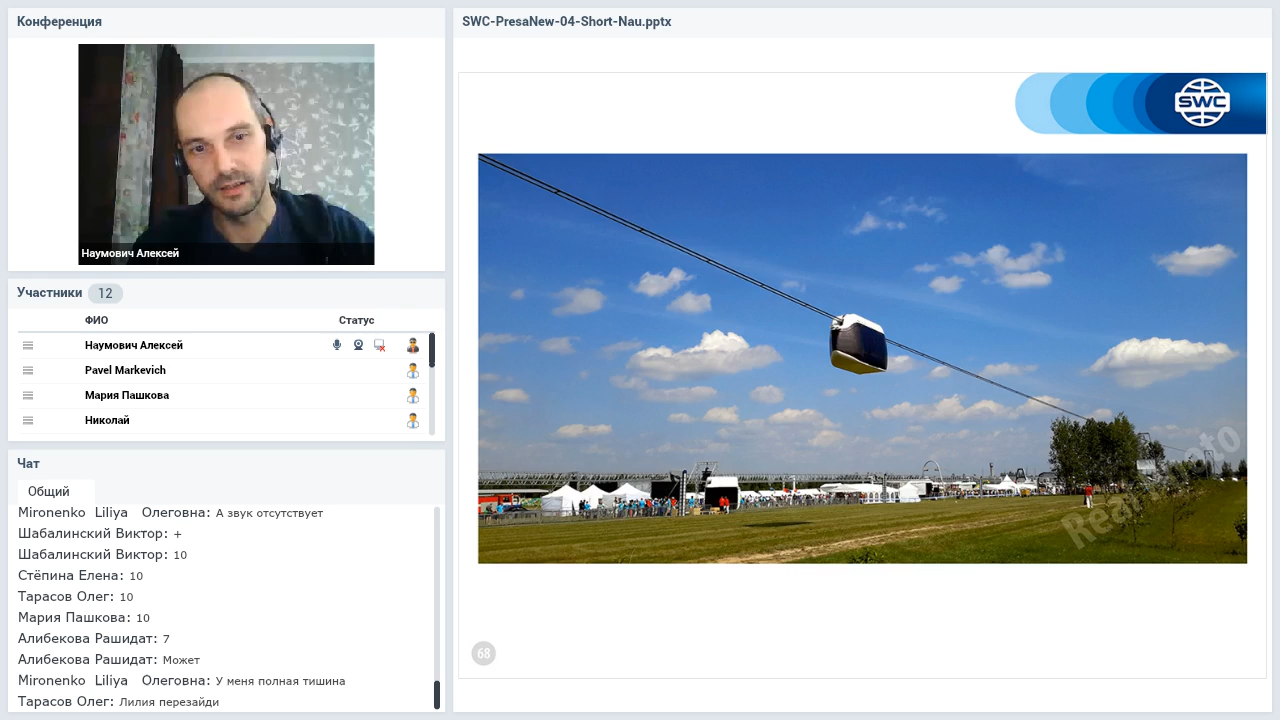 Конференция
Наумович Алексей
Участники 12
ФИО Статус
Наумович Алексей
Pavel Markevich
Мария Пашкова
Николай
Чат
Общий
Mironenko Liliya Олеговна: А звук отсутствует
Шабалинский Виктор: +
Шабалинский Виктор: 10
Стёпина Елена: 10
Тарасов Олег: 10
Мария Пашкова: 10
Алибекова Рашидат: 7
Алибекова Рашидат: Может
Mironenko Liliya Олеговна: У меня полная тишина
Тарасов Олег: Лилия перезайди
SWC-PresaNew-04-Short-Nau.pptx
SWC
68